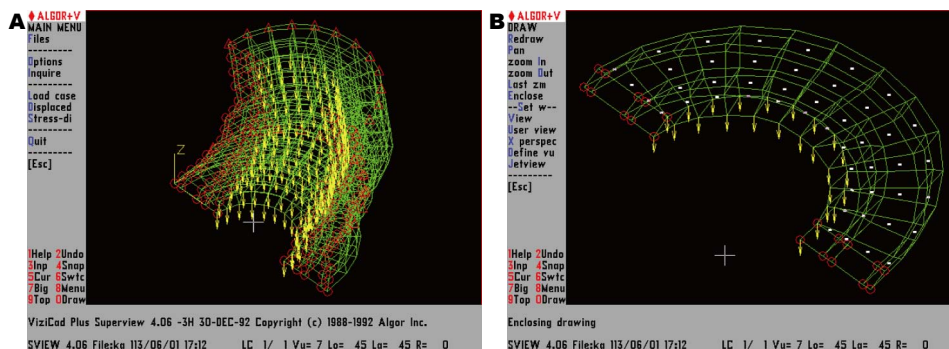 A
♦ ALGOR+V
MAIN MENU
Files
---------
Options
Inquire
---------
Load case
Displaced
Stress-di
---------
Quit
---------
[Esc]
Z
1Help 2Undo
3Inp 4Snap
5Cur 6Swtc
7Big 8Menu
9Top 0Draw
ViziCad Plus Superview 4.06 -3H 30-DEC-92 Copyright (c) 1988-1992 Algor Inc.
SVIEW 4.06 File:ka 113/06/01 17:12 LC 1/ 1 Vu= 7 Lo= 45 La= 45 R= 0
B
♦ ALGOR+V
DRAW
Redraw
Pan
zoom In
zoom Out
Last zm
Enclose
--Set w--
View
User view
X perspec
Define vu
Jetview
---------
[Esc]
1Help 2Undo
3Inp 4Snap
5Cur 6Swtc
7Big 8Menu
9Top 0Draw
Enclosing drawing
SVIEW 4.06 File:ka 113/06/01 17:12 LC 1/ 1 Vu= 7 Lo= 45 La= 45 R= 0